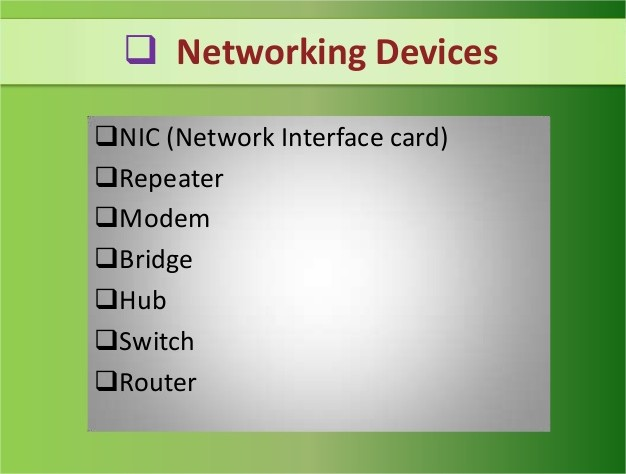 ❑ Networking Devices
❑NIC (Network Interface card)
❑Repeater
❑Modem
❑Bridge
❑Hub
❑Switch
❑Router